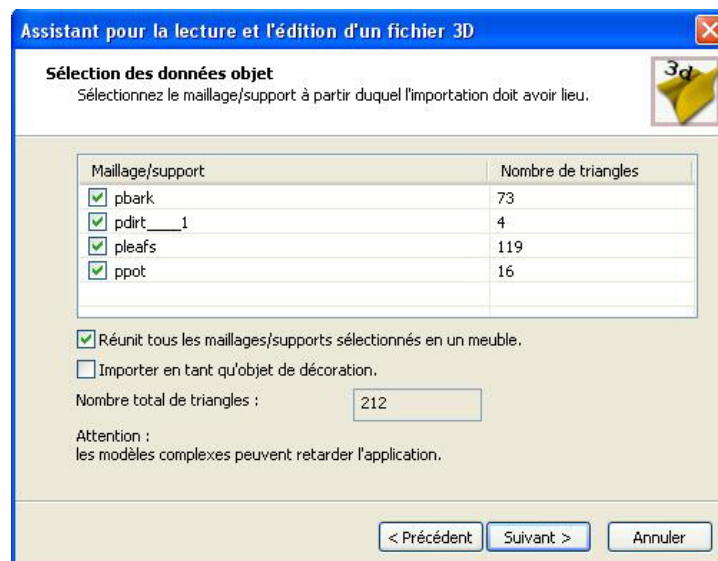 Assistant pour la lecture et l'édition d'un fichier 3D
Sélection des données objet
Sélectionnez le maillage/support à partir duquel l'importation doit avoir lieu.
3d
Maillage/support Nombre de triangles
pbark 73
pdirt____1 4
pleafs 119
ppot 16
Réunit tous les maillages/supports sélectionnés en un meuble.
Importer en tant qu'objet de décoration.
Nombre total de triangles : 212
Attention :
les modèles complexes peuvent retarder l'application.
< Précédent Suivant > Annuler